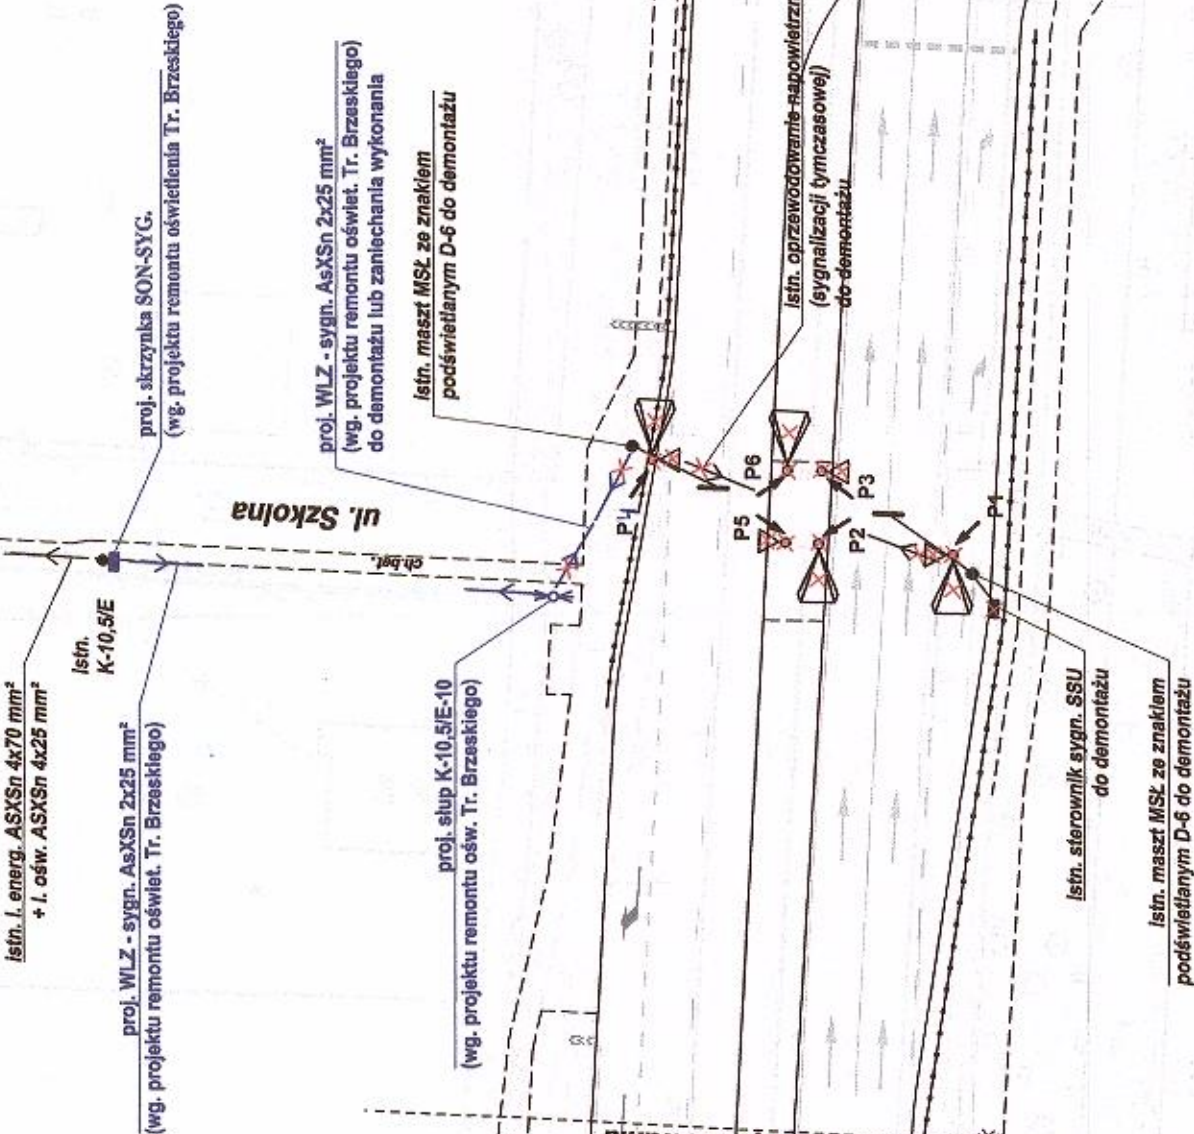 Istn. l. energ. ASXSn 4x70 mm²
+ l. ośw. ASXSn 4x25 mm²
Istn.
K-10,5/E
proj. skrzynka SON-SYG.
(wg. projektu remontu oświetlenia Tr. Brzeskiego)
proj. WLZ - sygn. AsXSn 2x25 mm²
(wg. projektu remontu oświet. Tr. Brzeskiego)
ul. Szkolna
proj. WLZ - sygn. AsXSn 2x25 mm²
(wg. projektu remontu oświet. Tr. Brzeskiego)
do demontażu lub zaniechania wykonania
ch.bet.
Istn. maszt MSŁ ze znakiem
podświetlanym D-6 do demontażu
proj. słup K-10,5/E-10
(wg. projektu remontu ośw. Tr. Brzeskiego)
P4
P5
P6
P2
P3
P1
Istn. oprzewodowanie napowietrzn
(sygnalizacji tymczasowej)
do demontażu
Istn. sterownik sygn. SSU
do demontażu
Istn. maszt MSŁ ze znakiem
podświetlanym D-6 do demontażu